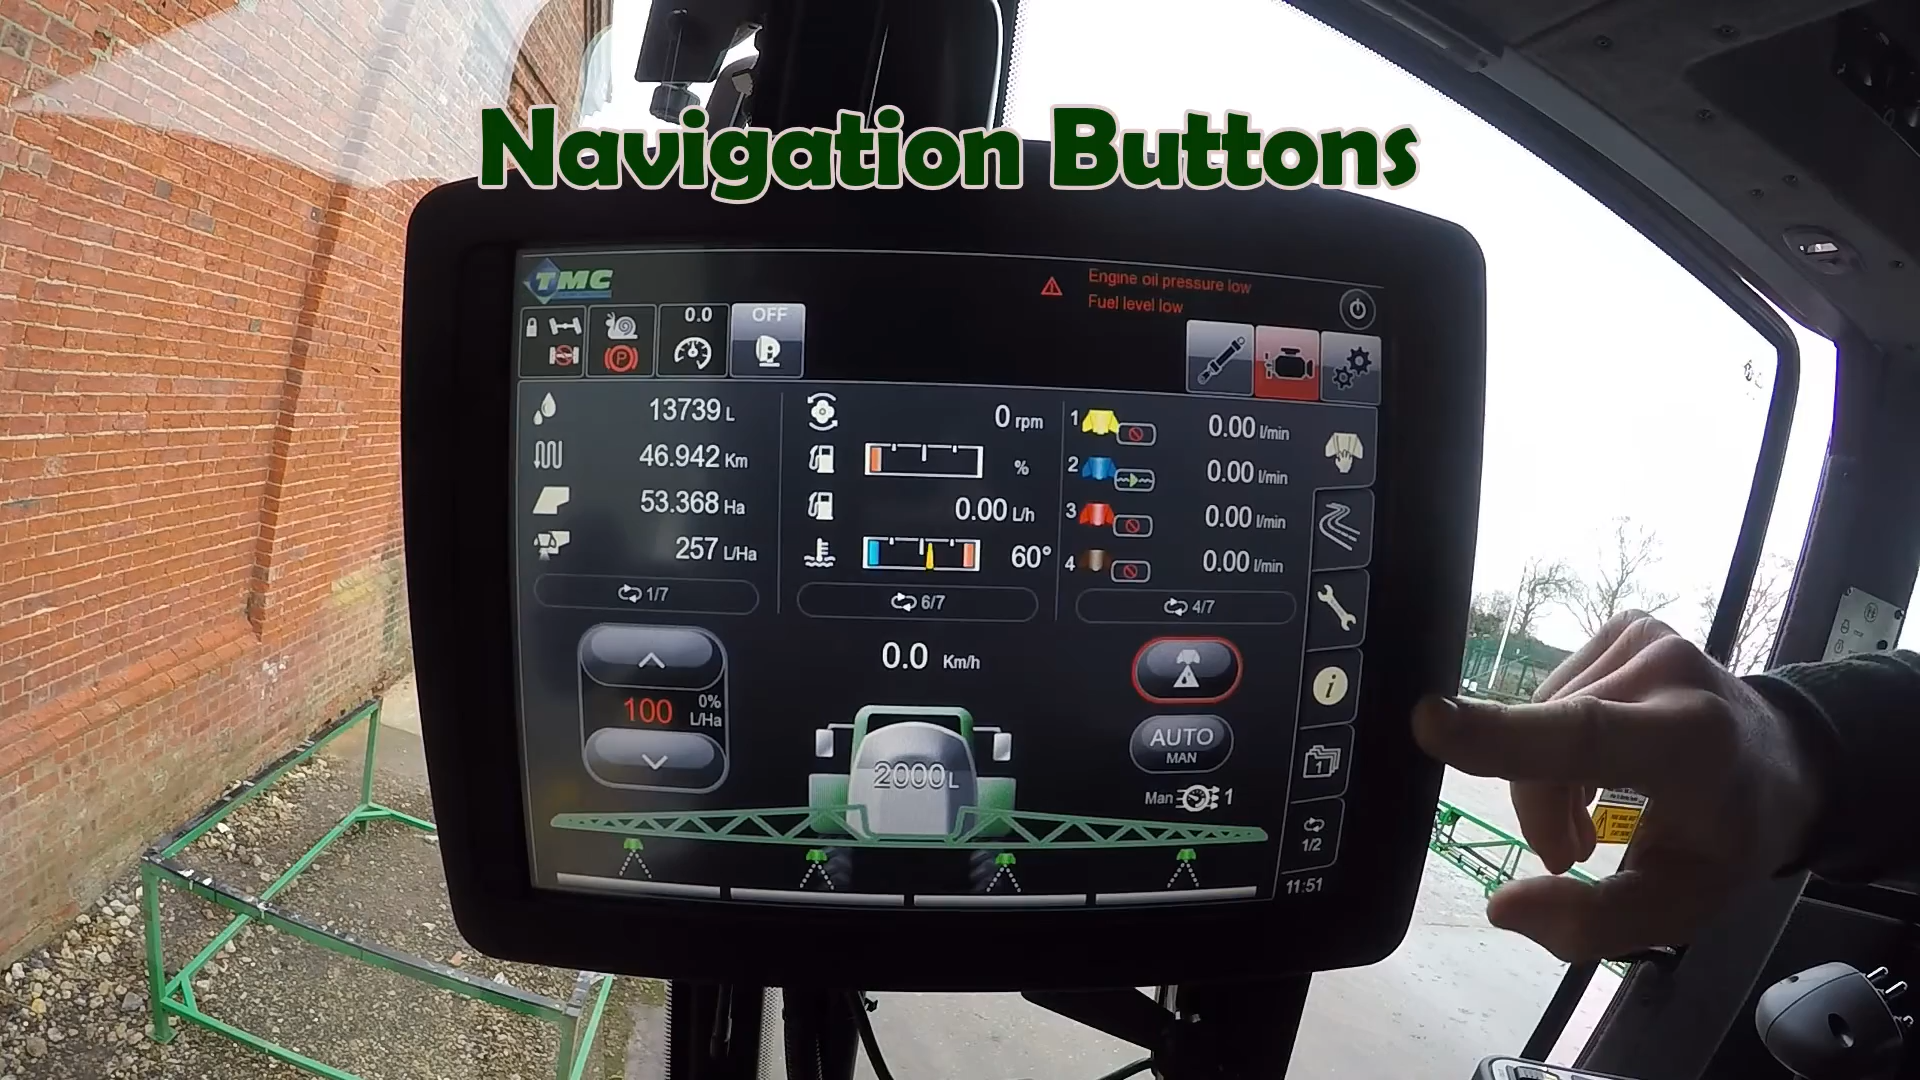 Navigation Buttons
TMC
Engine oil pressure low
Fuel level low
0.0
OFF
P
i
13739 L
46.942 Km
53.368 Ha
257 L/Ha
1/7
0 rpm
%
0.00 L/h
60°
6/7
1 0.00 l/min
2 0.00 l/min
3 0.00 l/min
4 0.00 l/min
4/7
0.0 Km/h
100
0%
L/Ha
AUTO
MAN
Man 1
2000L
i
1
1/2
11:51